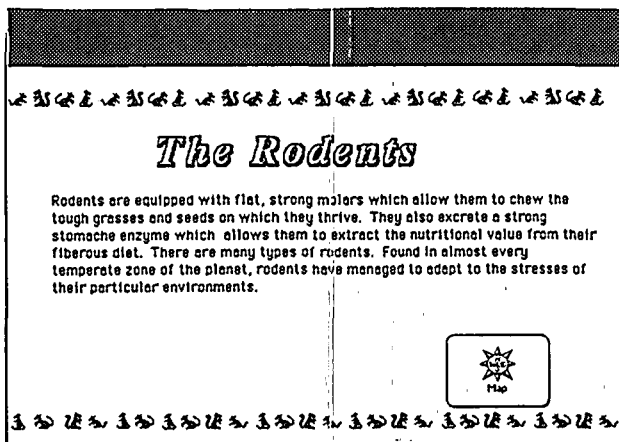 The Rodents
Rodents are equipped with flat, strong molars which allow them to chew the
tough grasses and seeds on which they thrive. They also excrete a strong
stomache enzyme which allows them to extract the nutritional value from their
fiberous diet. There are many types of rodents. Found in almost every
temperate zone of the planet, rodents have managed to adapt to the stresses of
their particular environments.
Map